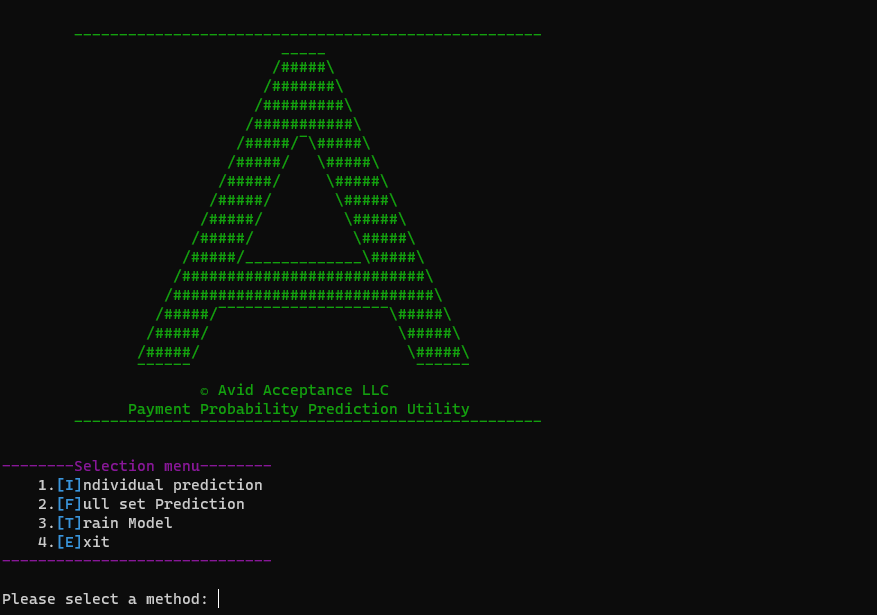 © Avid Acceptance LLC
Payment Probability Prediction Utility
--------Selection menu--------
1.[I]ndividual prediction
2.[F]ull set Prediction
3.[T]rain Model
4.[E]xit
Please select a method: